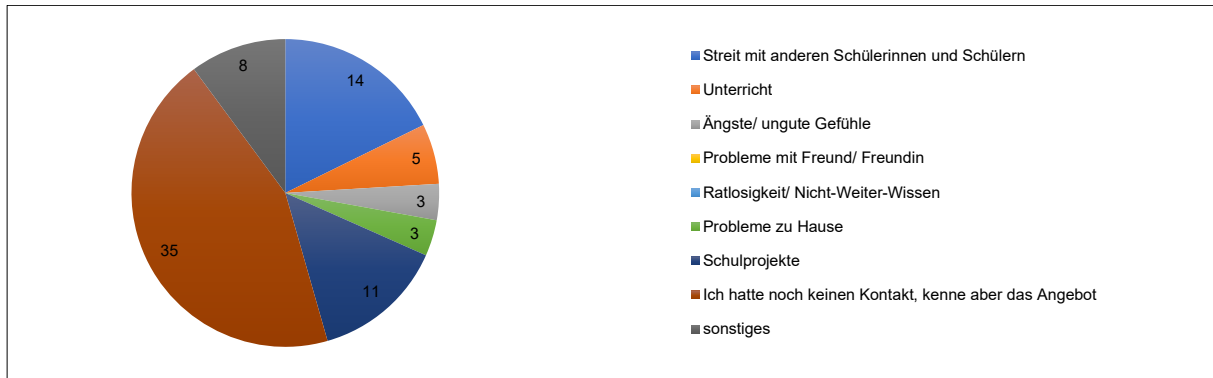 8
14
5
3
3
11
35
Streit mit anderen Schülerinnen und Schülern
Unterricht
Ängste/ ungute Gefühle
Probleme mit Freund/ Freundin
Ratlosigkeit/ Nicht-Weiter-Wissen
Probleme zu Hause
Schulprojekte
Ich hatte noch keinen Kontakt, kenne aber das Angebot
sonstiges